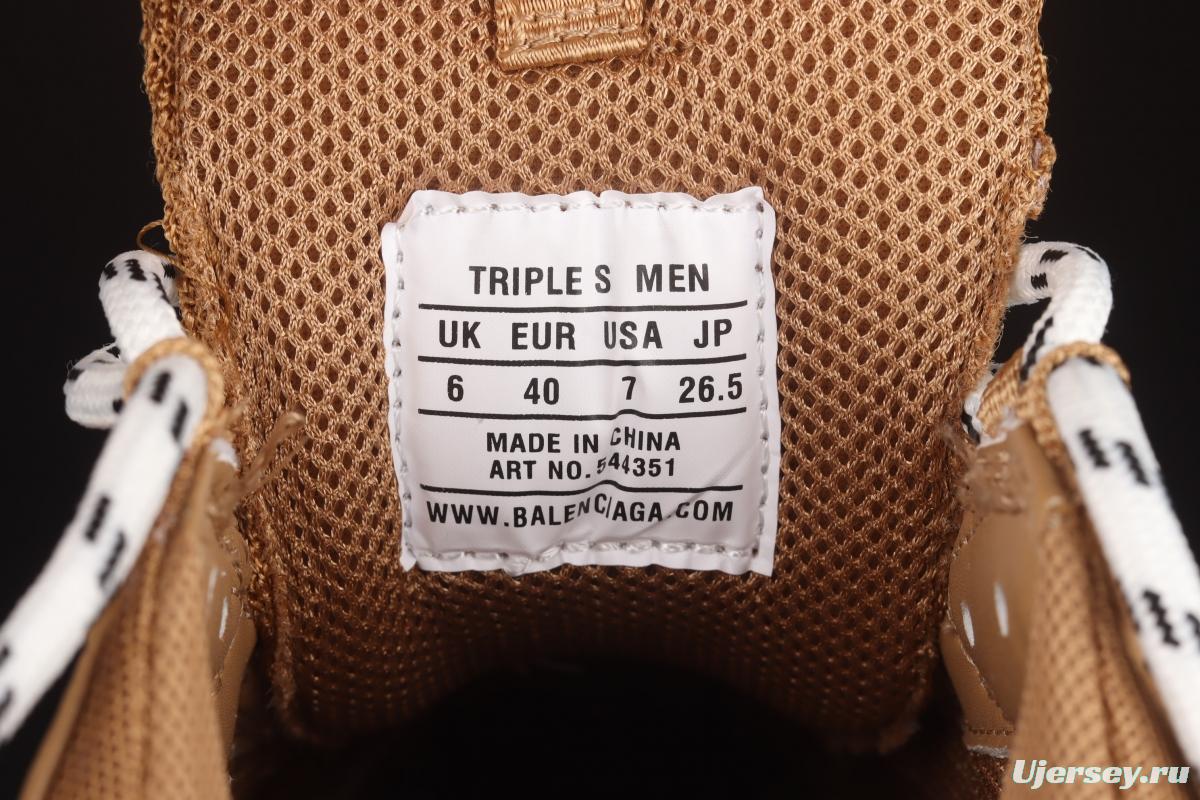 TRIPLE S MEN
UK EUR USA JP
6 40 7 26.5
MADE IN CHINA
ART NO. 544351
WWW.BALENCIAGA.COM
Ujersey.ru